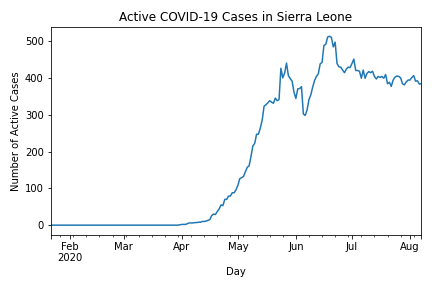 Active COVID-19 Cases in Sierra Leone
500
400
300
200
100
0
Number of Active Cases
Feb Mar Apr May Jun Jul Aug
2020
Day